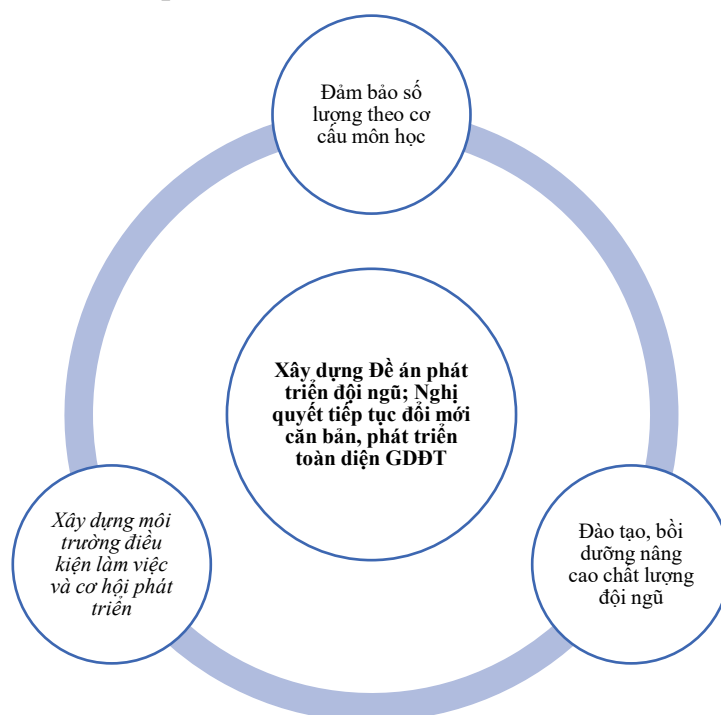 Đảm bảo số
lượng theo cơ
cấu môn học
Xây dựng Đề án phát
triển đội ngũ; Nghị
quyết tiếp tục đổi mới
căn bản, phát triển
toàn diện GDĐT
Xây dựng môi
trường điều
kiện làm việc
và cơ hội phát
triển
Đào tạo, bồi
dưỡng nâng
cao chất lượng
đội ngũ